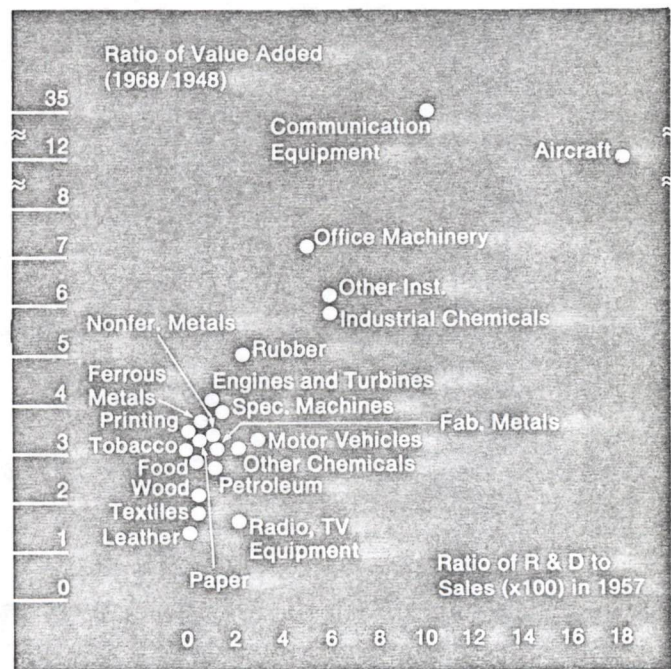 Ratio of Value Added
(1968/1948)
35
Communication
Equipment
Aircraft
12
8
Office Machinery
7
Other Inst.
6
Industrial Chemicals
Nonfer. Metals
Rubber
5
Ferrous
Metals
Engines and Turbines
4
Spec. Machines
Printing
Fab. Metals
Tobacco
Motor Vehicles
3
Food
Other Chemicals
Wood
Petroleum
2
Textiles
Leather
Radio, TV
Equipment
1
Paper
Ratio of R & D to
Sales (x100) in 1957
0
0 2 4 6 8 10 12 14 16 18